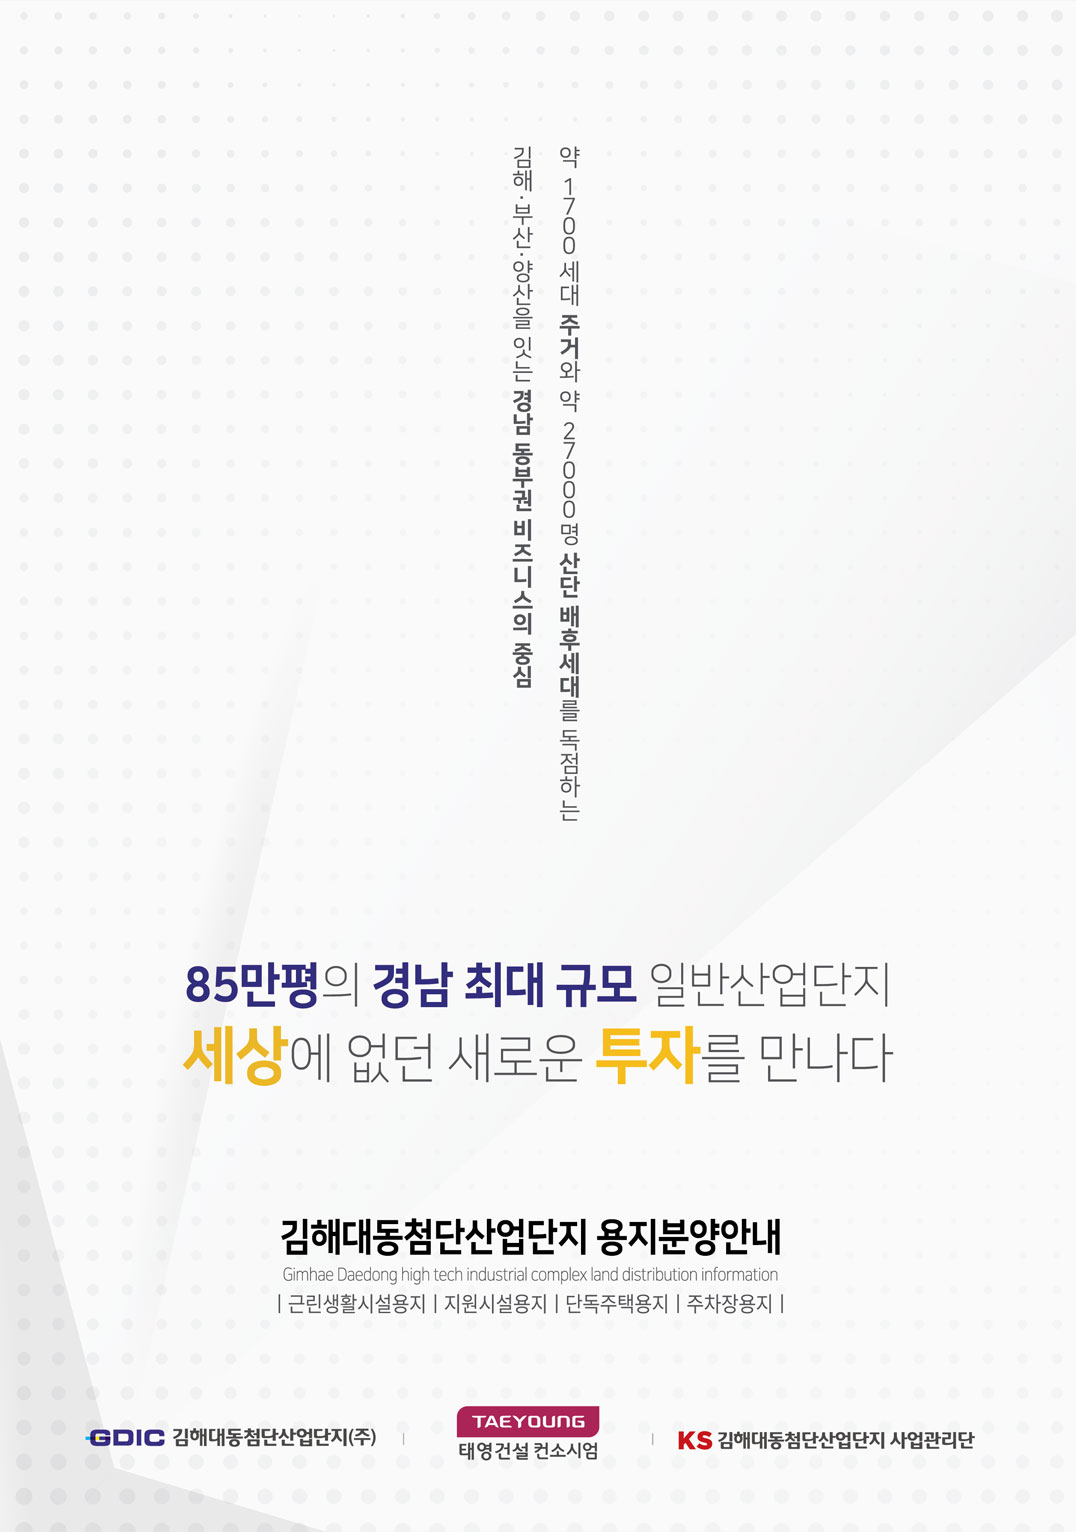 약 1700세대 주거와 약 27000명 산단 배후세대를 독점하는
김해·부산·양산을 잇는 경남 동부권 비즈니스의 중심
85만평의 경남 최대 규모 일반산업단지
세상에 없던 새로운 투자를 만나다
김해대동첨단산업단지 용지분양안내
Gimhae Daedong high tech industrial complex land distribution information
| 근린생활시설용지 | 지원시설용지 | 단독주택용지 | 주차장용지 |
GDIC 김해대동첨단산업단지(주)
TAEYOUNG
태영건설 컨소시엄
KS 김해대동첨단산업단지 사업관리단